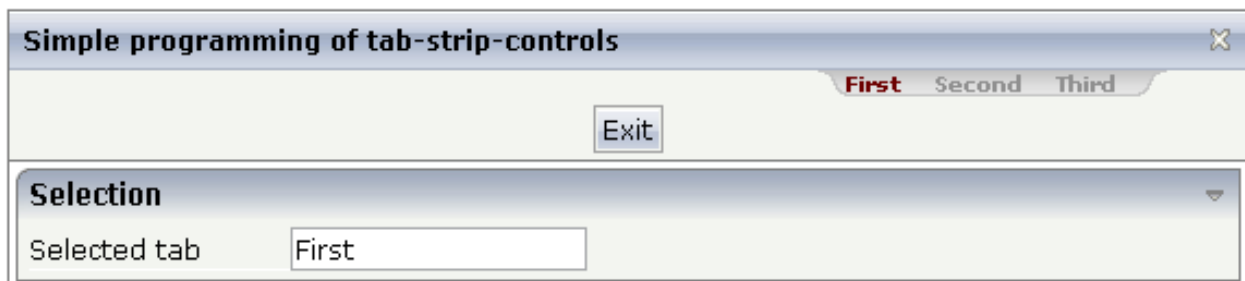 Simple programming of tab-strip-controls
First Second Third
Exit
Selection
Selected tab First